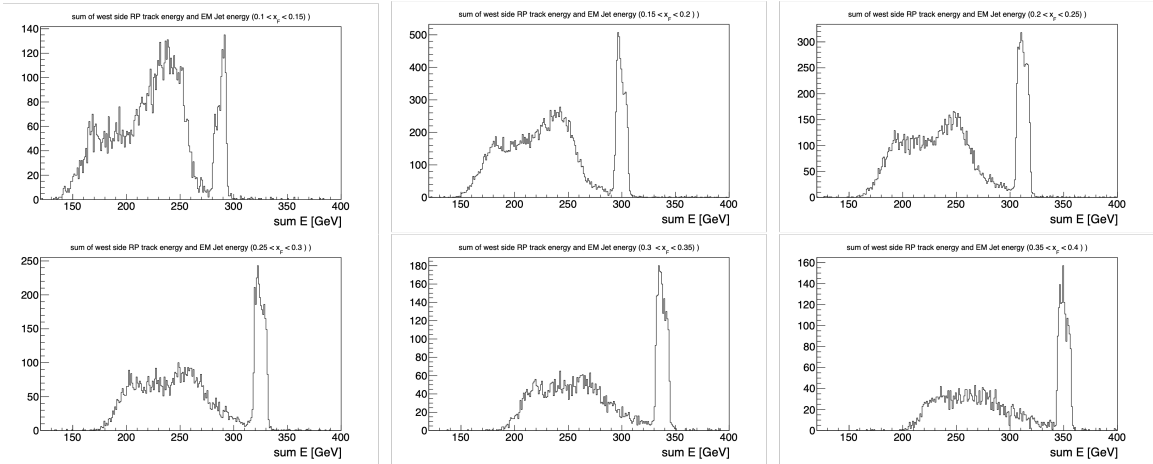 sum of west side RP track energy and EM Jet energy (0.1 < x_F < 0.15) )
140
120
100
80
60
40
20
0
150 200 250 300 350 400
sum E [GeV]
sum of west side RP track energy and EM Jet energy (0.15 < x_F < 0.2) )
500
400
300
200
100
0
150 200 250 300 350 400
sum E [GeV]
sum of west side RP track energy and EM Jet energy (0.2 < x_F < 0.25) )
300
250
200
150
100
50
0
150 200 250 300 350 400
sum E [GeV]
sum of west side RP track energy and EM Jet energy (0.25 < x_F < 0.3) )
250
200
150
100
50
0
150 200 250 300 350 400
sum E [GeV]
sum of west side RP track energy and EM Jet energy (0.3 < x_F < 0.35) )
180
160
140
120
100
80
60
40
20
0
150 200 250 300 350 400
sum E [GeV]
sum of west side RP track energy and EM Jet energy (0.35 < x_F < 0.4) )
160
140
120
100
80
60
40
20
0
150 200 250 300 350 400
sum E [GeV]